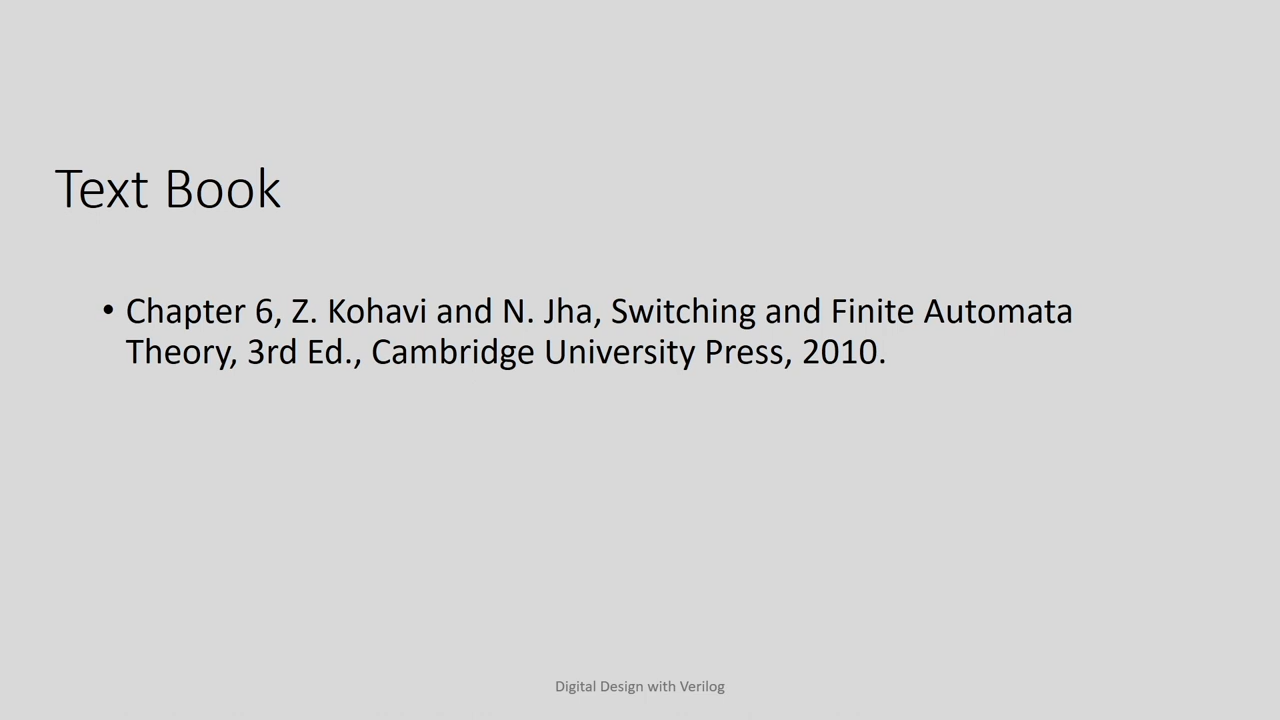 Text Book
• Chapter 6, Z. Kohavi and N. Jha, Switching and Finite Automata
Theory, 3rd Ed., Cambridge University Press, 2010.
Digital Design with Verilog